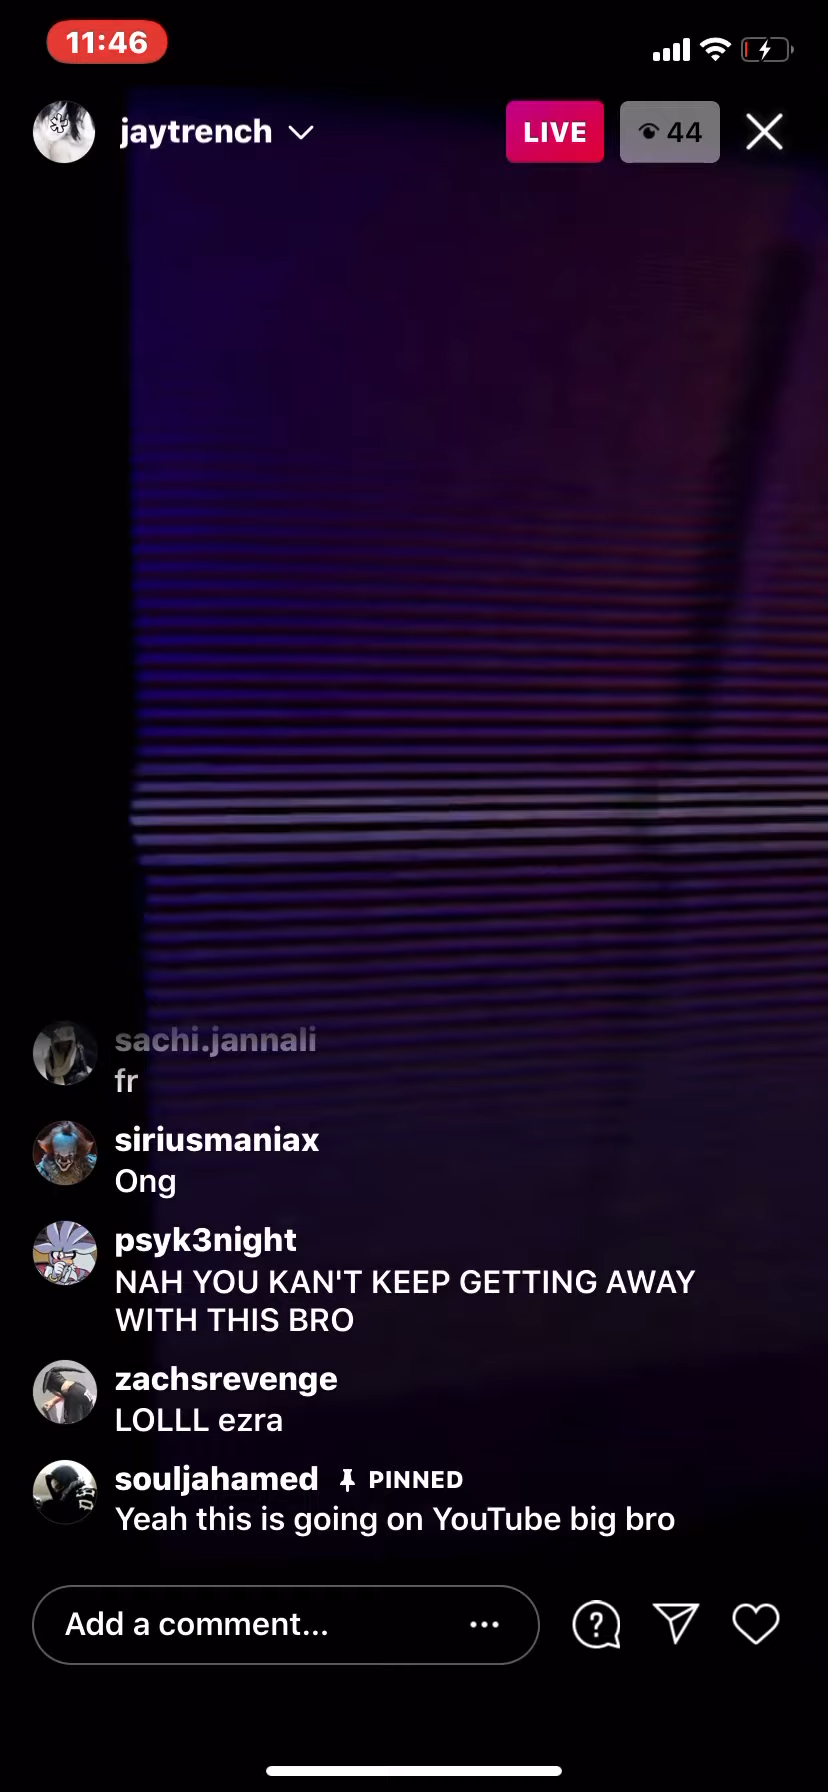 11:46
jaytrench
LIVE
44
sachi.jannali
fr
siriusmaniax
Ong
psyk3night
NAH YOU KAN'T KEEP GETTING AWAY
WITH THIS BRO
zachsrevenge
LOLLL ezra
souljahamed PINNED
Yeah this is going on YouTube big bro
Add a comment...